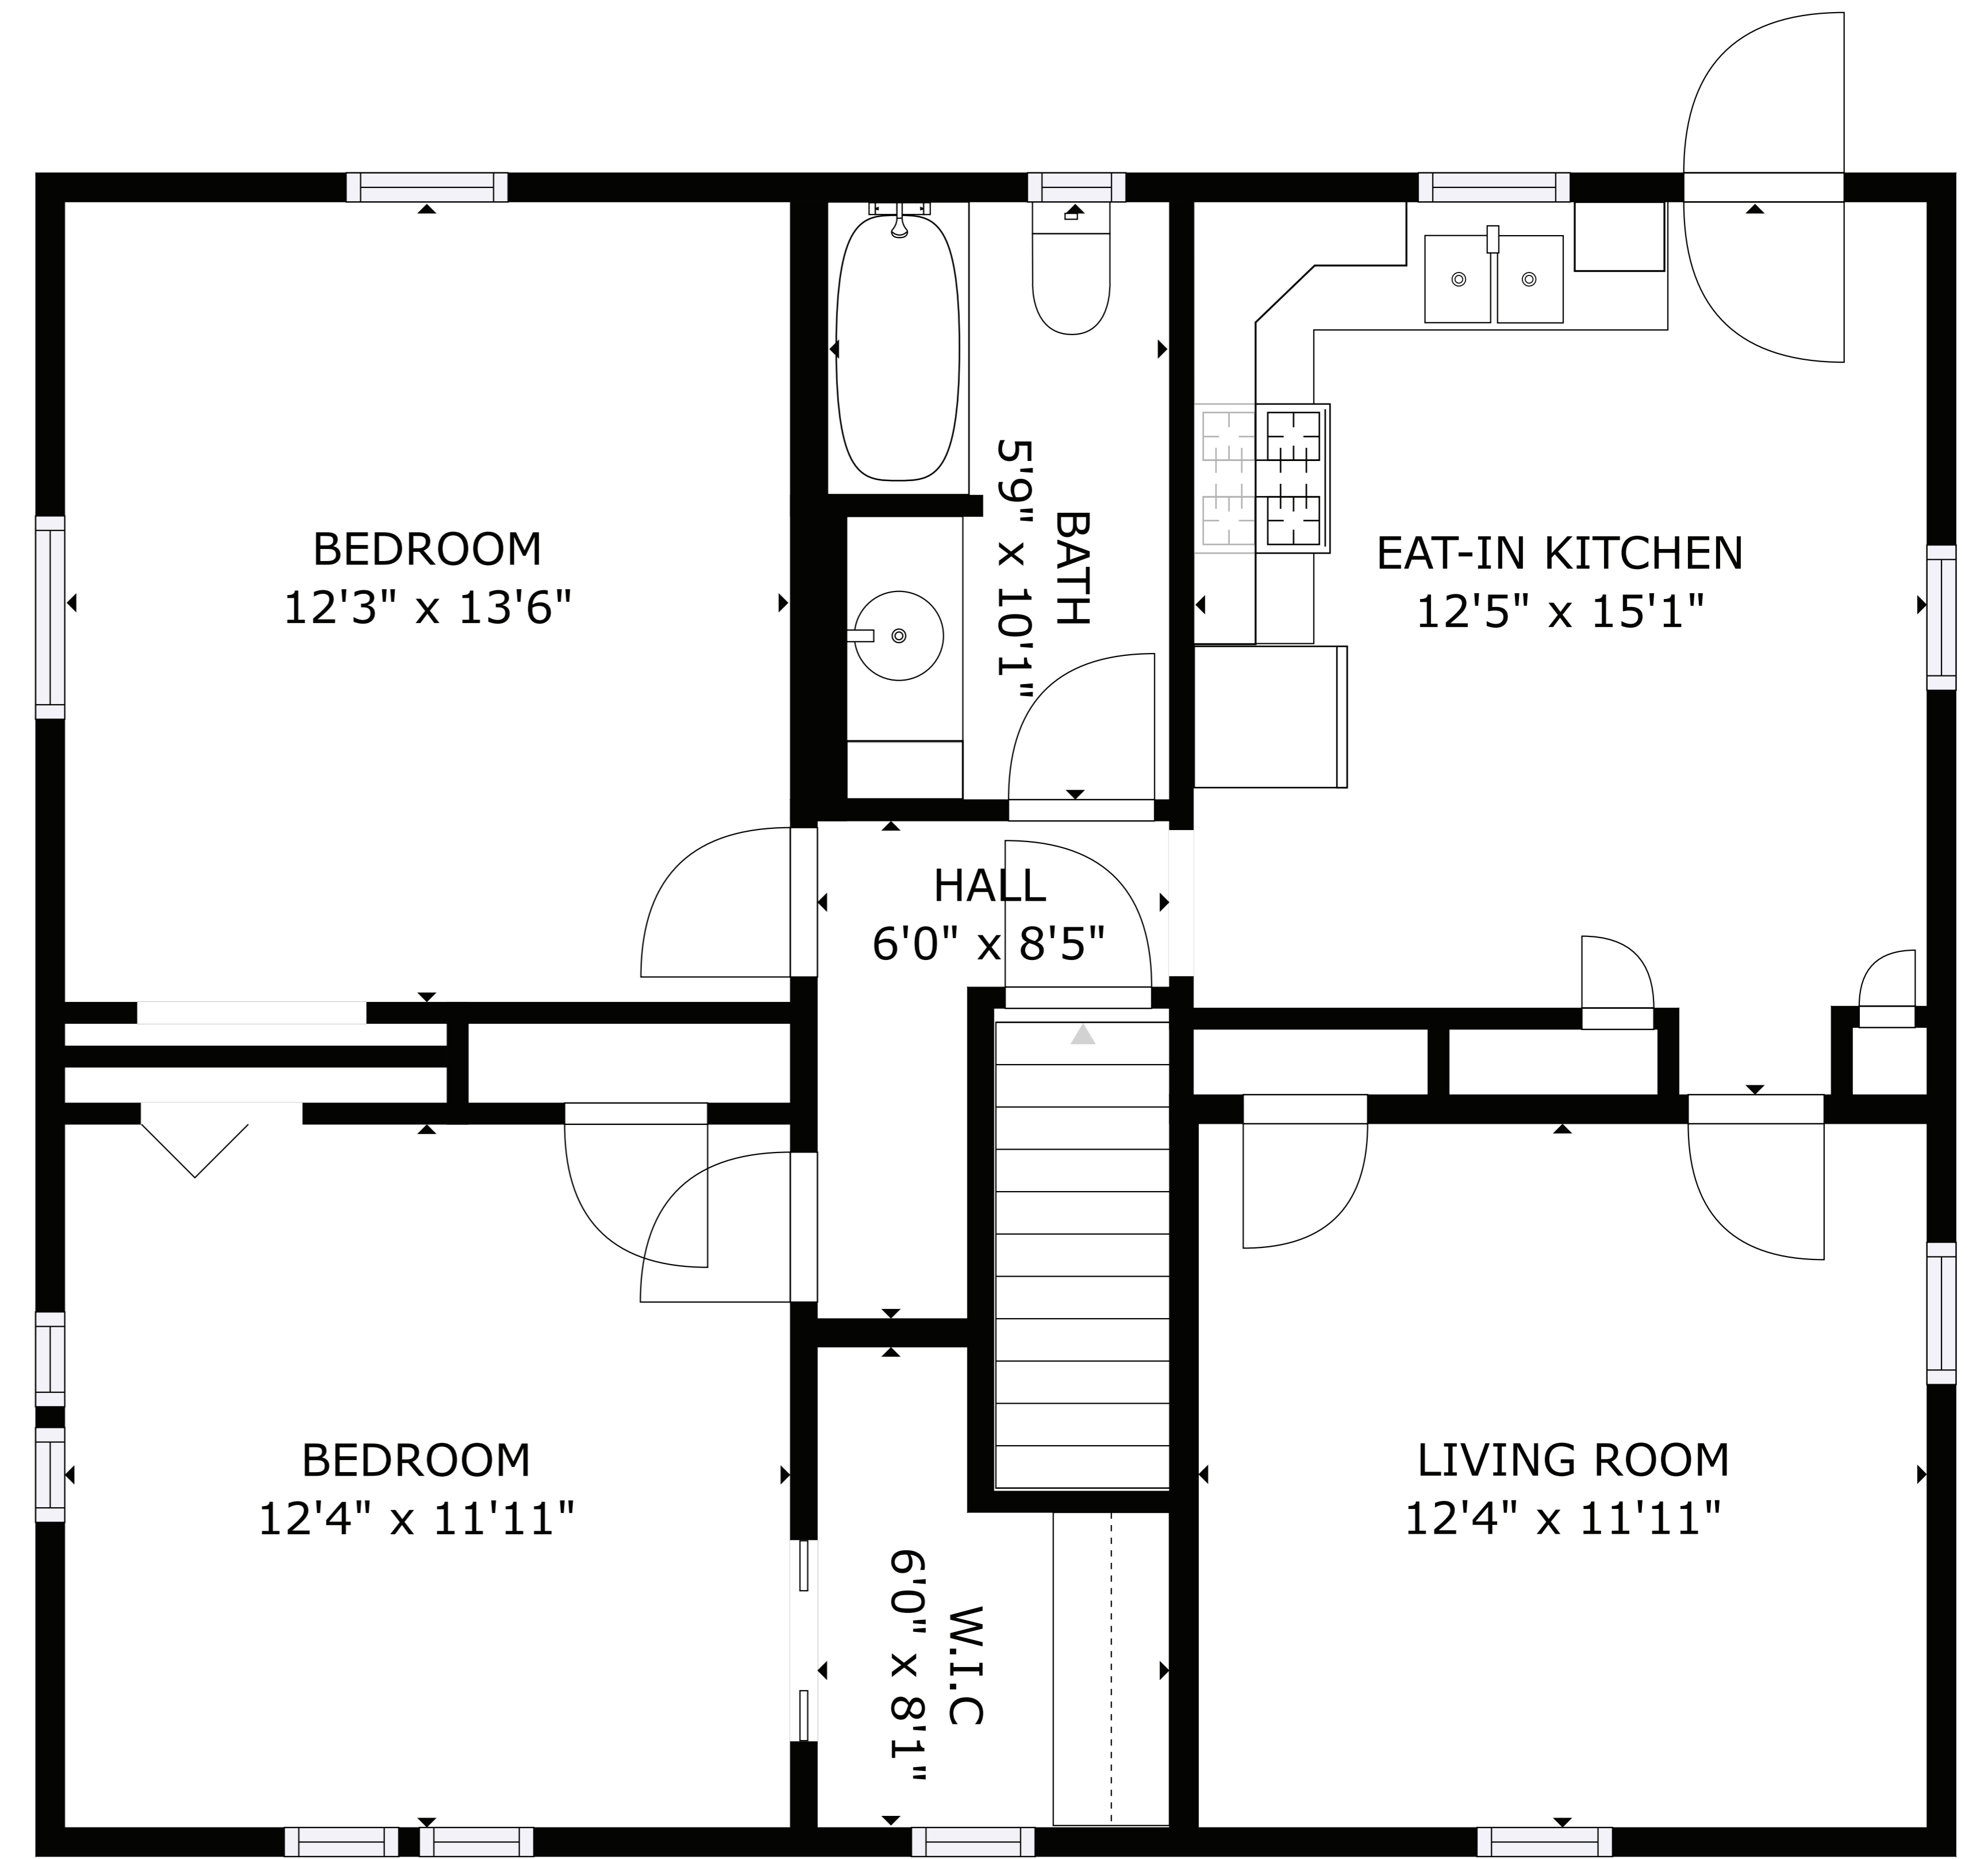 BEDROOM
12'3" x 13'6"
BATH
5'9" x 10'1"
EAT-IN KITCHEN
12'5" x 15'1"
HALL
6'0" x 8'5"
BEDROOM
12'4" x 11'11"
W.I.C
6'0" x 8'1"
LIVING ROOM
12'4" x 11'11"